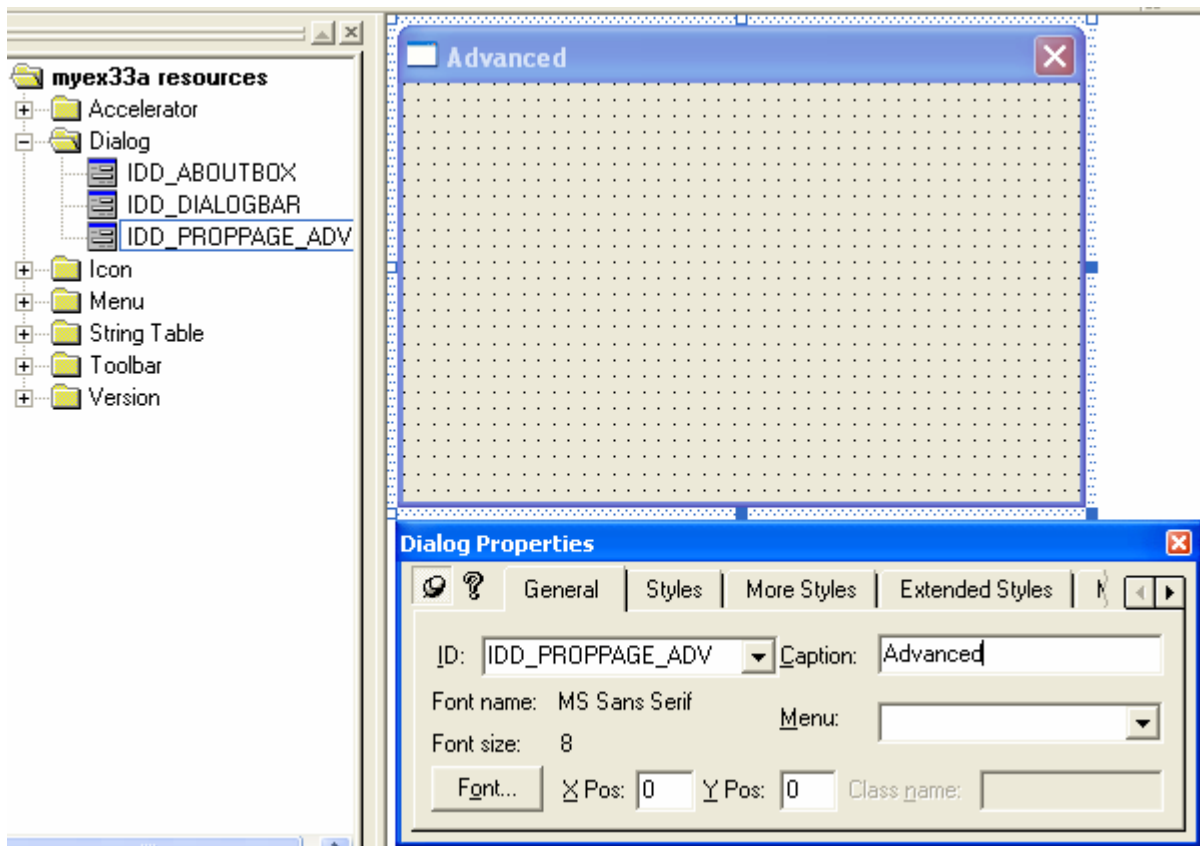 myex33a resources
Accelerator
Dialog
IDD_ABOUTBOX
IDD_DIALOGBAR
IDD_PROPPAGE_ADV
Icon
Menu
String Table
Toolbar
Version
Advanced
Dialog Properties
General Styles More Styles Extended Styles
ID: IDD_PROPPAGE_ADV Caption: Advanced
Font name: MS Sans Serif Menu:
Font size: 8
Font... X Pos: 0 Y Pos: 0 Class name: